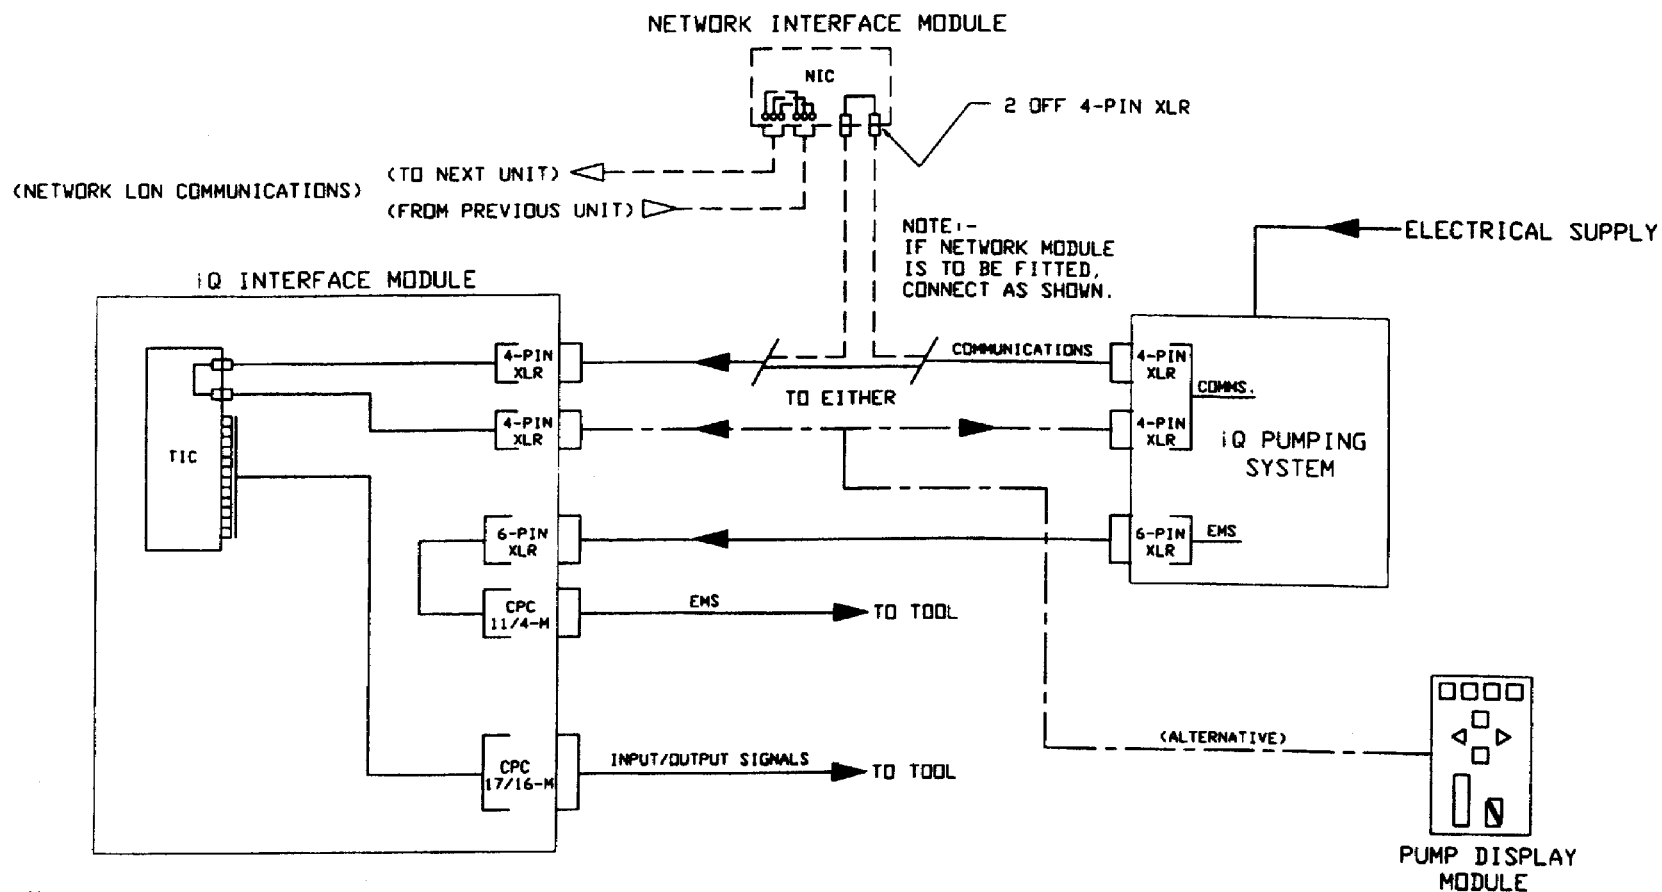 NETWORK INTERFACE MODULE
NIC
2 OFF 4-PIN XLR
(TO NEXT UNIT)
(NETWORK LON COMMUNICATIONS)
(FROM PREVIOUS UNIT)
NOTE:-
IF NETWORK MODULE
IS TO BE FITTED,
CONNECT AS SHOWN.
ELECTRICAL SUPPLY
iQ INTERFACE MODULE
4-PIN
XLR
COMMUNICATIONS
4-PIN
XLR
TO EITHER
COMMS.
4-PIN
XLR
4-PIN
XLR
TIC
iQ PUMPING
SYSTEM
6-PIN
XLR
6-PIN
XLR
EMS
CPC
11/4-M
EMS
TO TOOL
(ALTERNATIVE)
CPC
17/16-M
INPUT/OUTPUT SIGNALS
TO TOOL
PUMP DISPLAY
MODULE